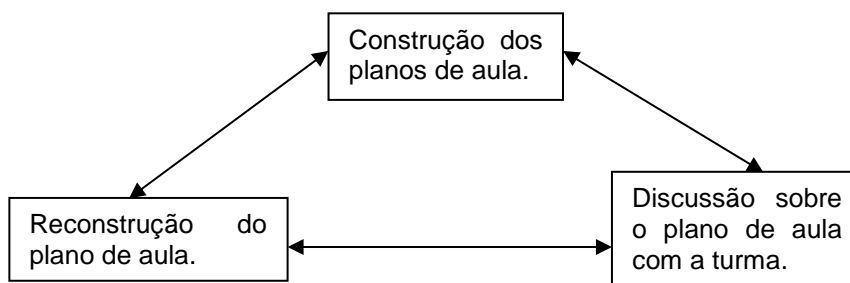 Construção dos
planos de aula.
Reconstrução do
plano de aula.
Discussão sobre
o plano de aula
com a turma.